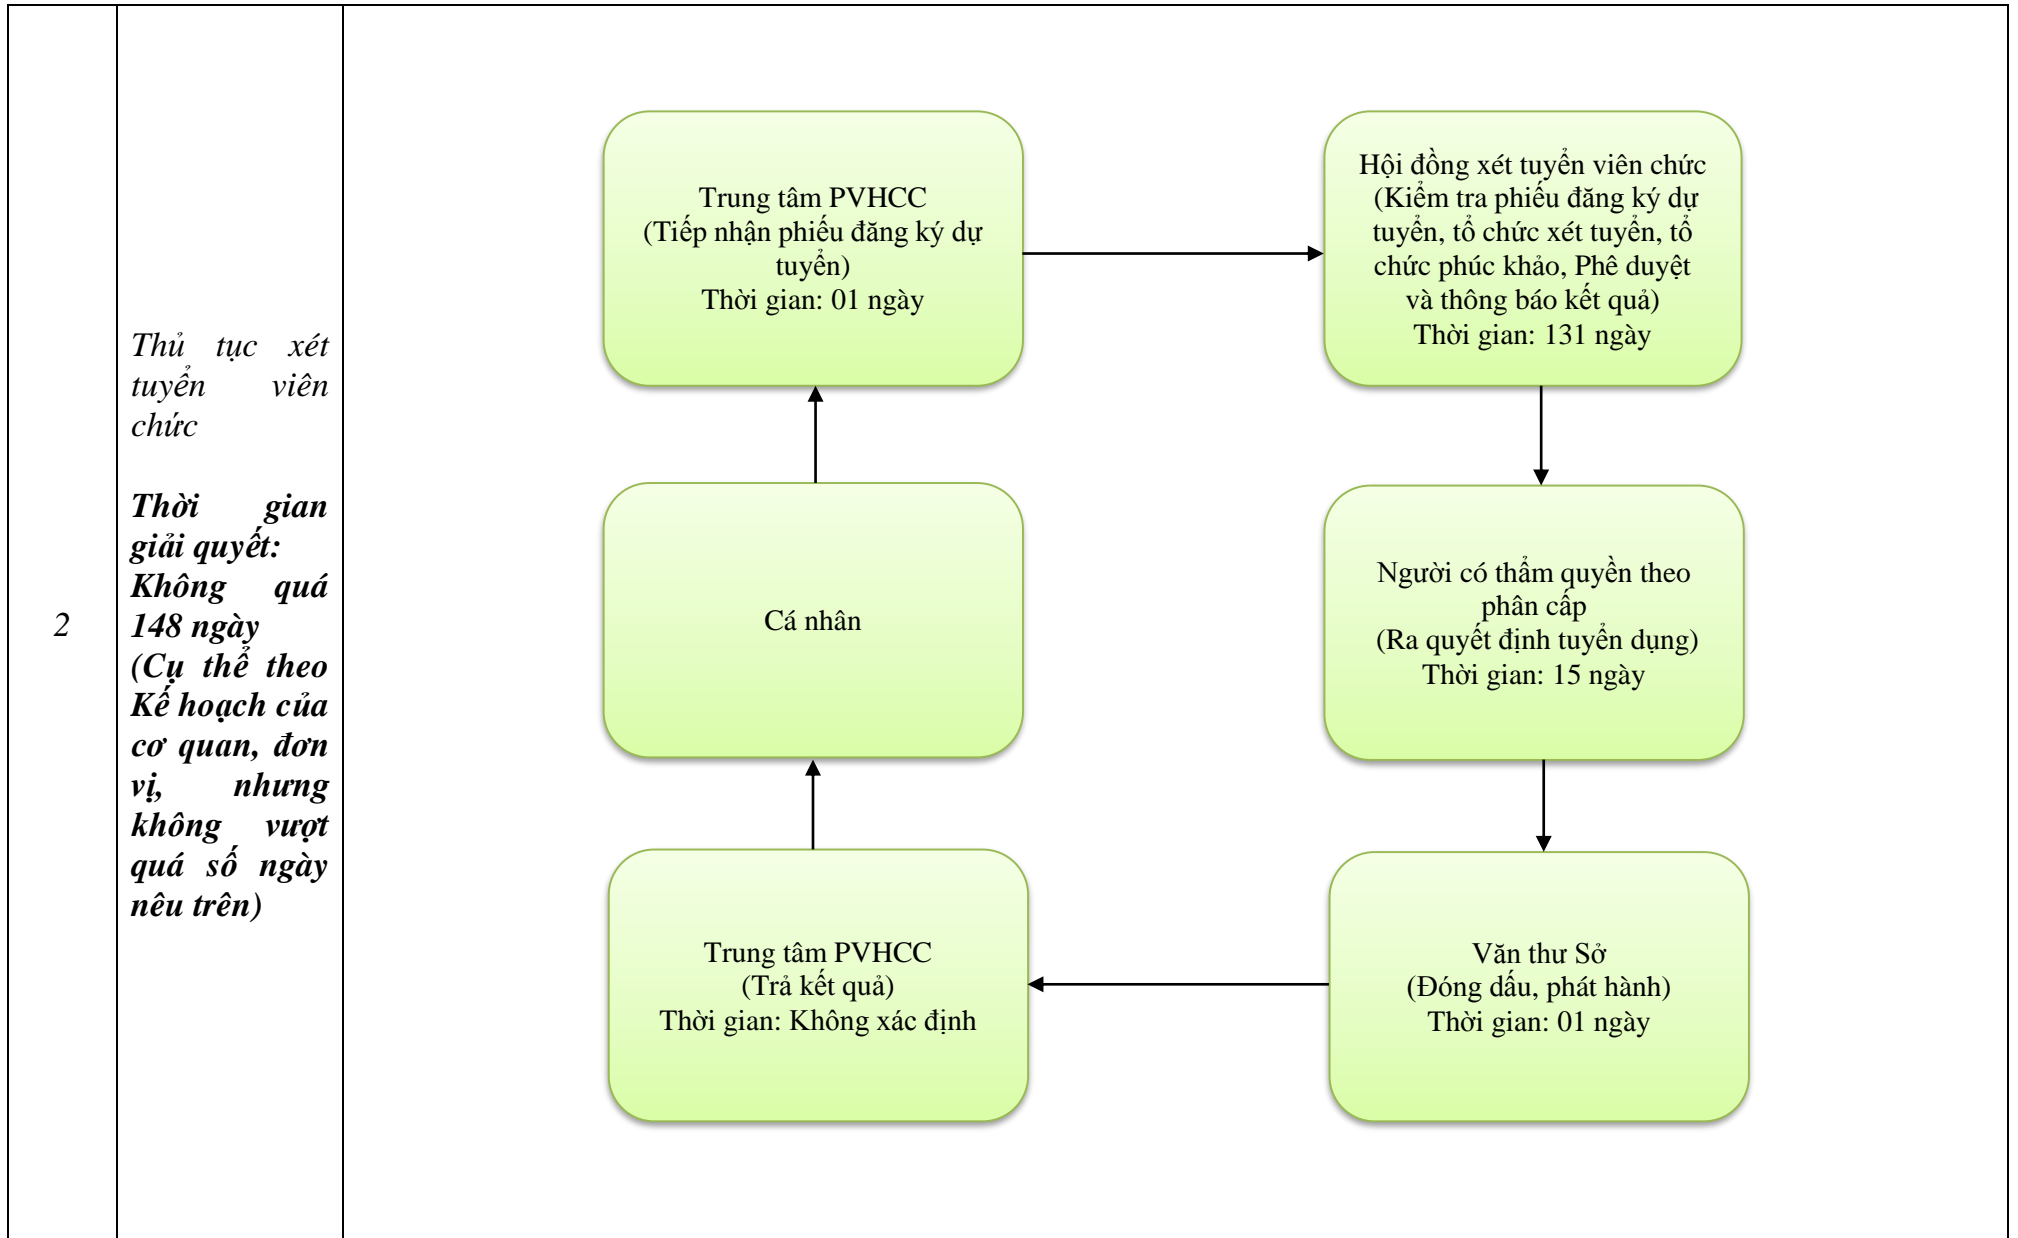 2
Thủ tục xét
tuyển viên
chức
Thời gian
giải quyết:
Không quá
148 ngày
(Cụ thể theo
Kế hoạch của
cơ quan, đơn
vị, nhưng
không vượt
quá số ngày
nêu trên)
Trung tâm PVHCC
(Tiếp nhận phiếu đăng ký dự
tuyển)
Thời gian: 01 ngày
Hội đồng xét tuyển viên chức
(Kiểm tra phiếu đăng ký dự
tuyển, tổ chức xét tuyển, tổ
chức phúc khảo, Phê duyệt
và thông báo kết quả)
Thời gian: 131 ngày
Cá nhân
Người có thẩm quyền theo
phân cấp
(Ra quyết định tuyển dụng)
Thời gian: 15 ngày
Trung tâm PVHCC
(Trả kết quả)
Thời gian: Không xác định
Văn thư Sở
(Đóng dấu, phát hành)
Thời gian: 01 ngày